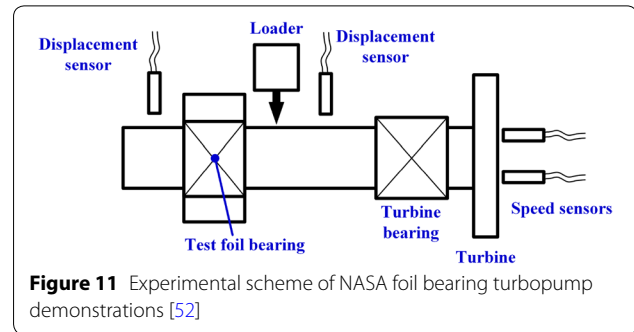 Displacement
sensor
Loader
Displacement
sensor
Test foil bearing
Turbine
bearing
Turbine
Speed sensors
Figure 11 Experimental scheme of NASA foil bearing turbopump
demonstrations [52]